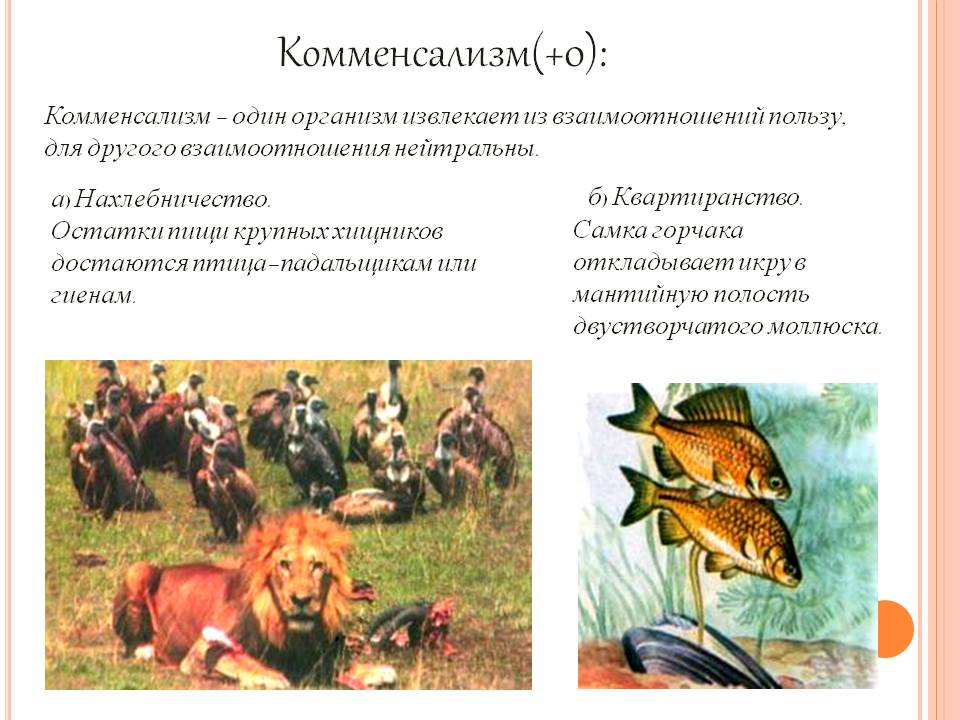 Комменсализм(+0):
Комменсализм – один организм извлекает из взаимоотношений пользу,
для другого взаимоотношения нейтральны.
а) Нахлебничество.
Остатки пищи крупных хищников
достаются птица-падальщикам или
гиенам.
б) Квартиранство.
Самка горчака
откладывает икру в
мантийную полость
двустворчатого моллюска.